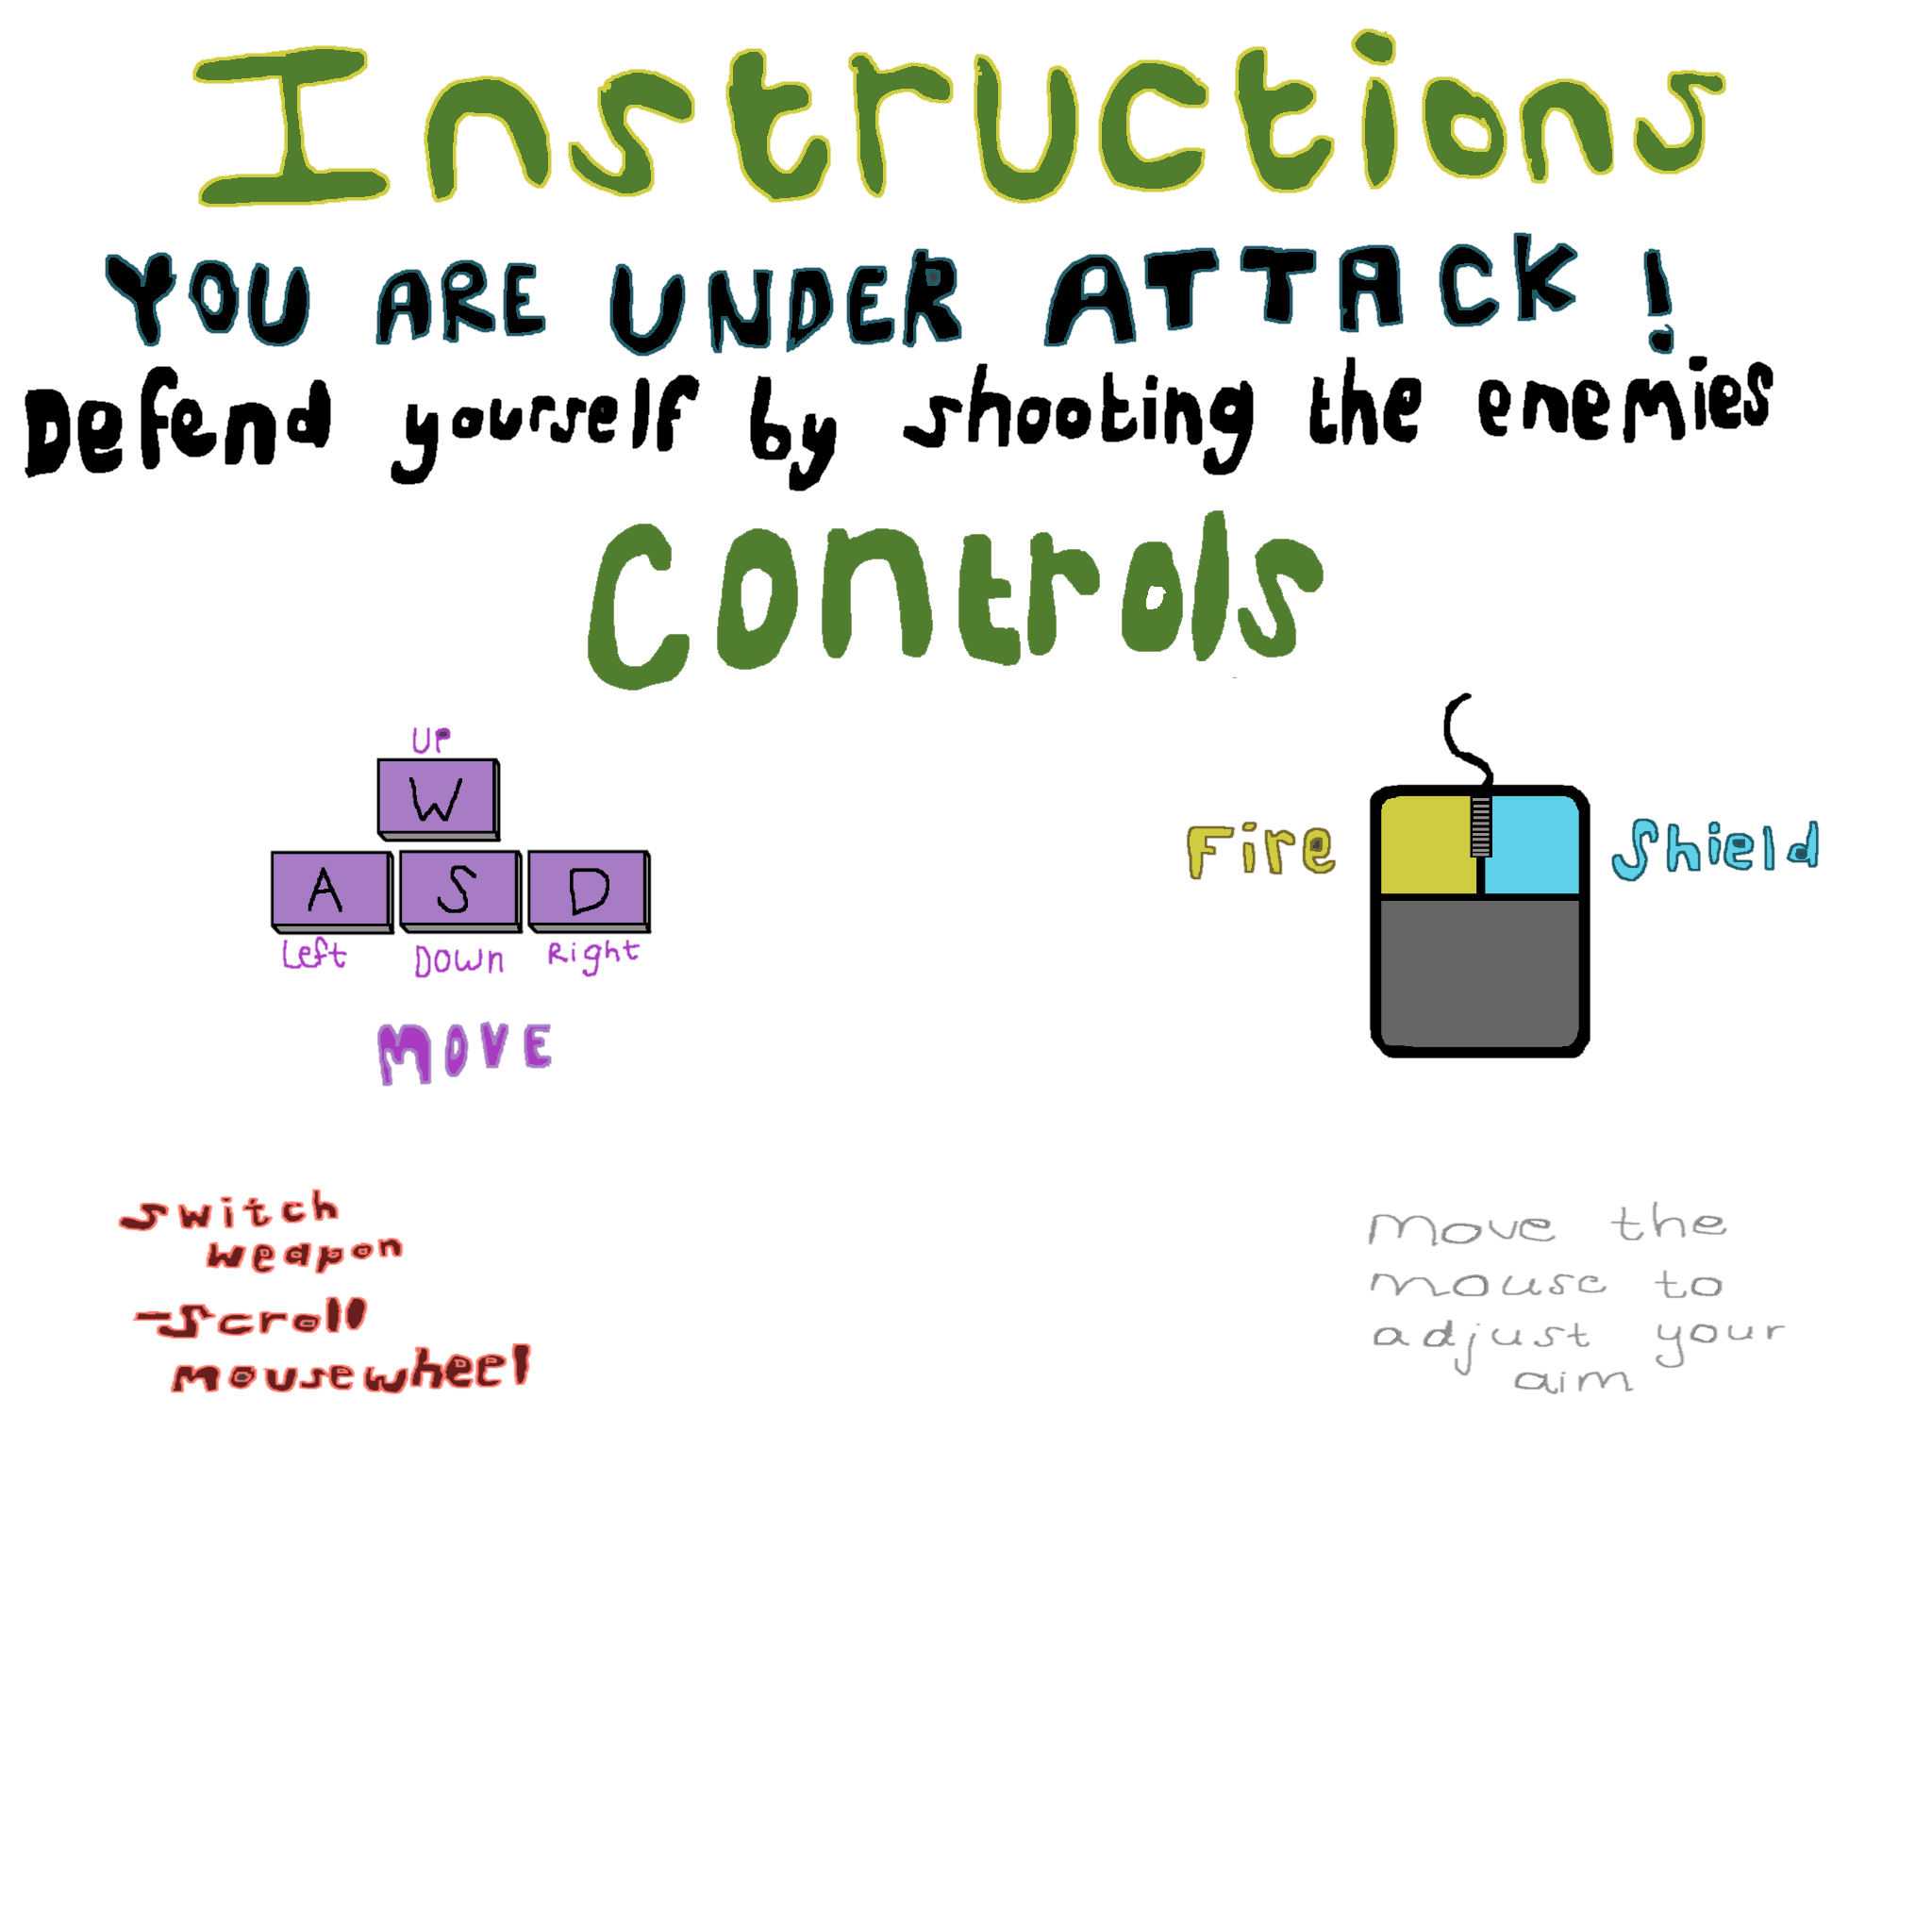 Instructions
YOU ARE UNDER ATTACK!
Defend yourself by shooting the enemies
Controls
UP
W
A S D
Left Down Right
MOVE
Fire Shield
switch
weapon
-scroll
mousewheel
move the
mouse to
adjust your
aim